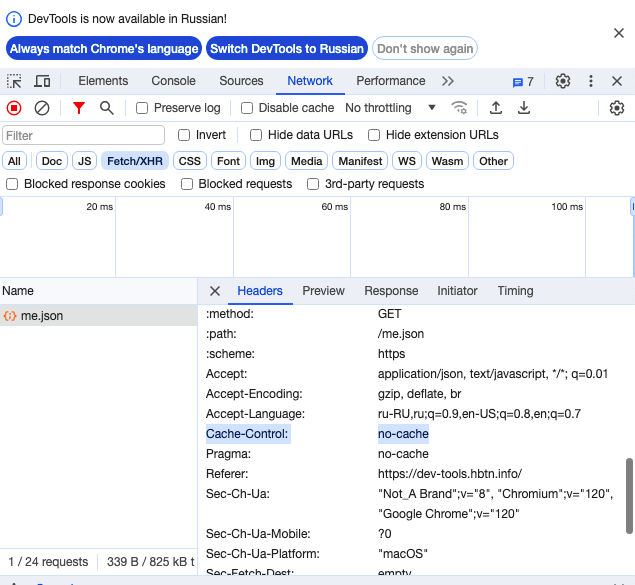 DevTools is now available in Russian!
Always match Chrome's language Switch DevTools to Russian Don't show again
Elements Console Sources Network Performance 7
Preserve log Disable cache No throttling
Filter Invert Hide data URLs Hide extension URLs
All Doc JS Fetch/XHR CSS Font Img Media Manifest WS Wasm Other
Blocked response cookies Blocked requests 3rd-party requests
20 ms 40 ms 60 ms 80 ms 100 ms
Name Headers Preview Response Initiator Timing
me.json
:method: GET
:path: /me.json
:scheme: https
Accept: application/json, text/javascript, */*; q=0.01
Accept-Encoding: gzip, deflate, br
Accept-Language: ru-RU,ru;q=0.9,en-US;q=0.8,en;q=0.7
Cache-Control: no-cache
Pragma: no-cache
Referer: https://dev-tools.hbtn.info/
Sec-Ch-Ua: "Not_A Brand";v="8", "Chromium";v="120",
"Google Chrome";v="120"
Sec-Ch-Ua-Mobile: ?0
Sec-Ch-Ua-Platform: "macOS"
Sec-Fetch-Dest: empty
1 / 24 requests 339 B / 825 kB t